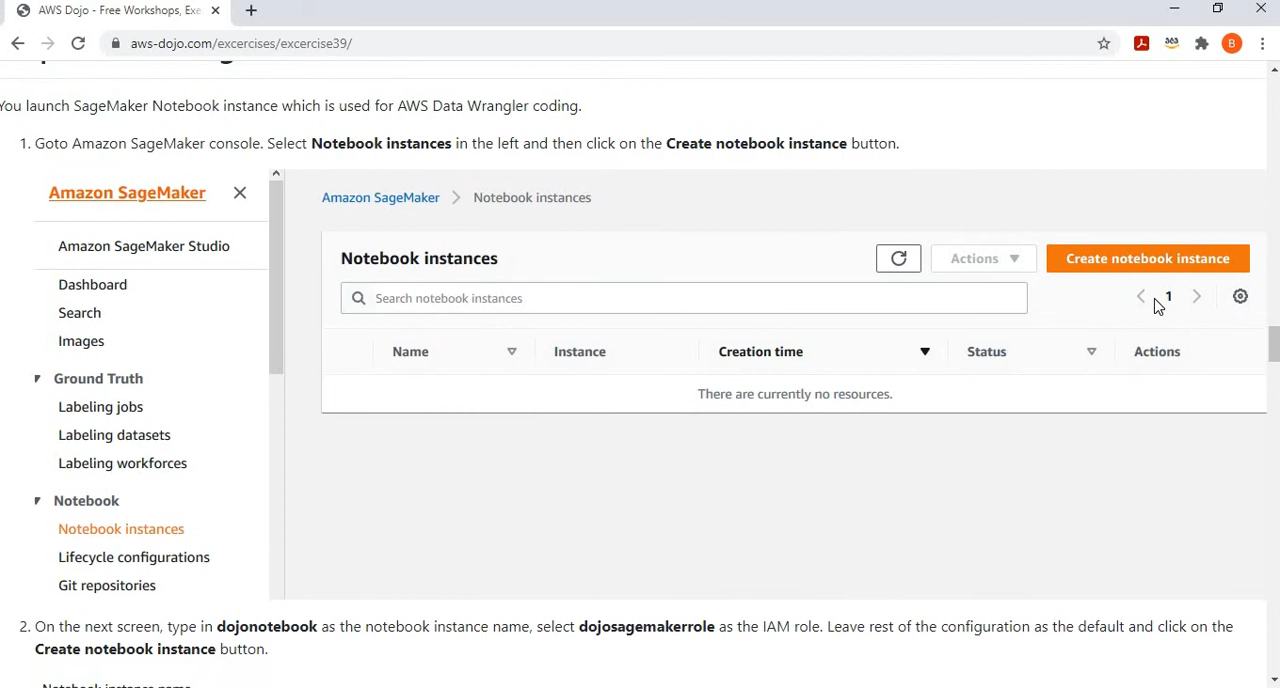 AWS Dojo - Free Workshops, Exe
aws-dojo.com/excercises/excercise39/
B
You launch SageMaker Notebook instance which is used for AWS Data Wrangler coding.
1. Goto Amazon SageMaker console. Select Notebook instances in the left and then click on the Create notebook instance button.
Amazon SageMaker
Amazon SageMaker > Notebook instances
Amazon SageMaker Studio
Dashboard
Search
Images
Ground Truth
Labeling jobs
Labeling datasets
Labeling workforces
Notebook
Notebook instances
Lifecycle configurations
Git repositories
Notebook instances
Actions
Create notebook instance
Search notebook instances
1
Name Instance Creation time Status Actions
There are currently no resources.
2. On the next screen, type in dojonotebook as the notebook instance name, select dojosagemakerrole as the IAM role. Leave rest of the configuration as the default and click on the
Create notebook instance button.
Notebook instance name